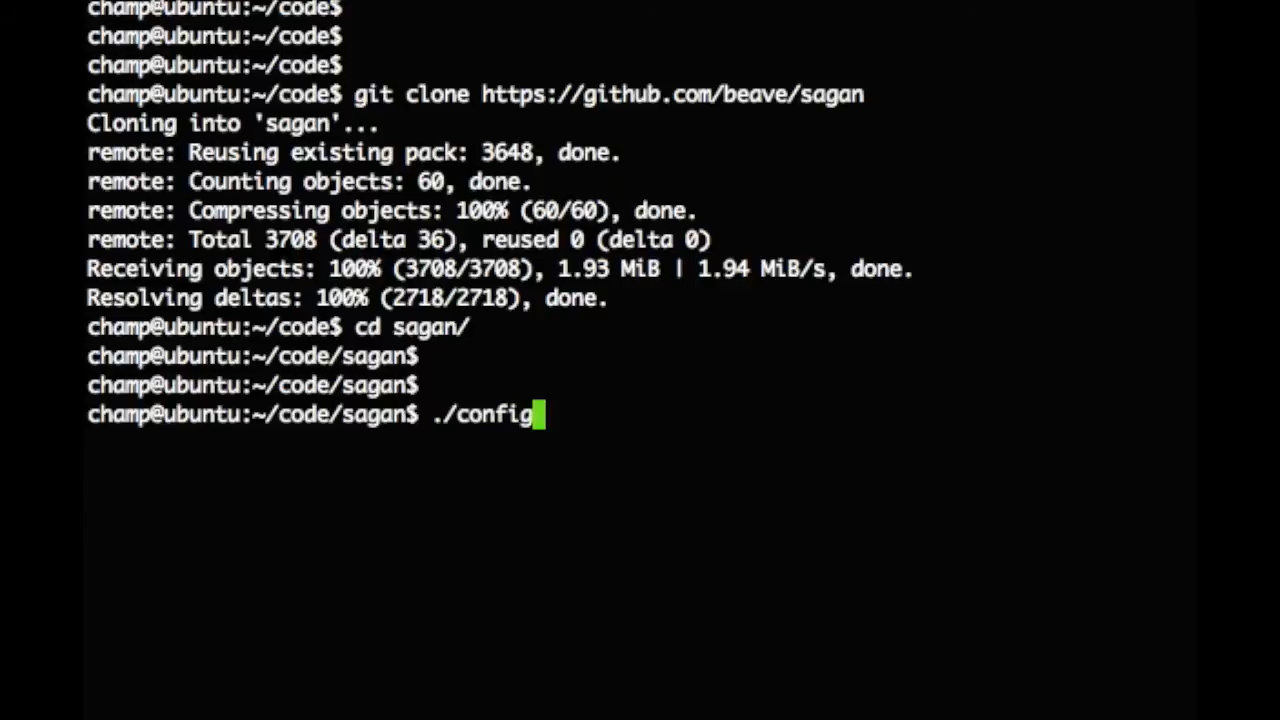 champ@ubuntu:~/code$
champ@ubuntu:~/code$
champ@ubuntu:~/code$
champ@ubuntu:~/code$ git clone https://github.com/beave/sagan
Cloning into 'sagan'...
remote: Reusing existing pack: 3648, done.
remote: Counting objects: 60, done.
remote: Compressing objects: 100% (60/60), done.
remote: Total 3708 (delta 36), reused 0 (delta 0)
Receiving objects: 100% (3708/3708), 1.93 MiB | 1.94 MiB/s, done.
Resolving deltas: 100% (2718/2718), done.
champ@ubuntu:~/code$ cd sagan/
champ@ubuntu:~/code/sagan$
champ@ubuntu:~/code/sagan$
champ@ubuntu:~/code/sagan$ ./config